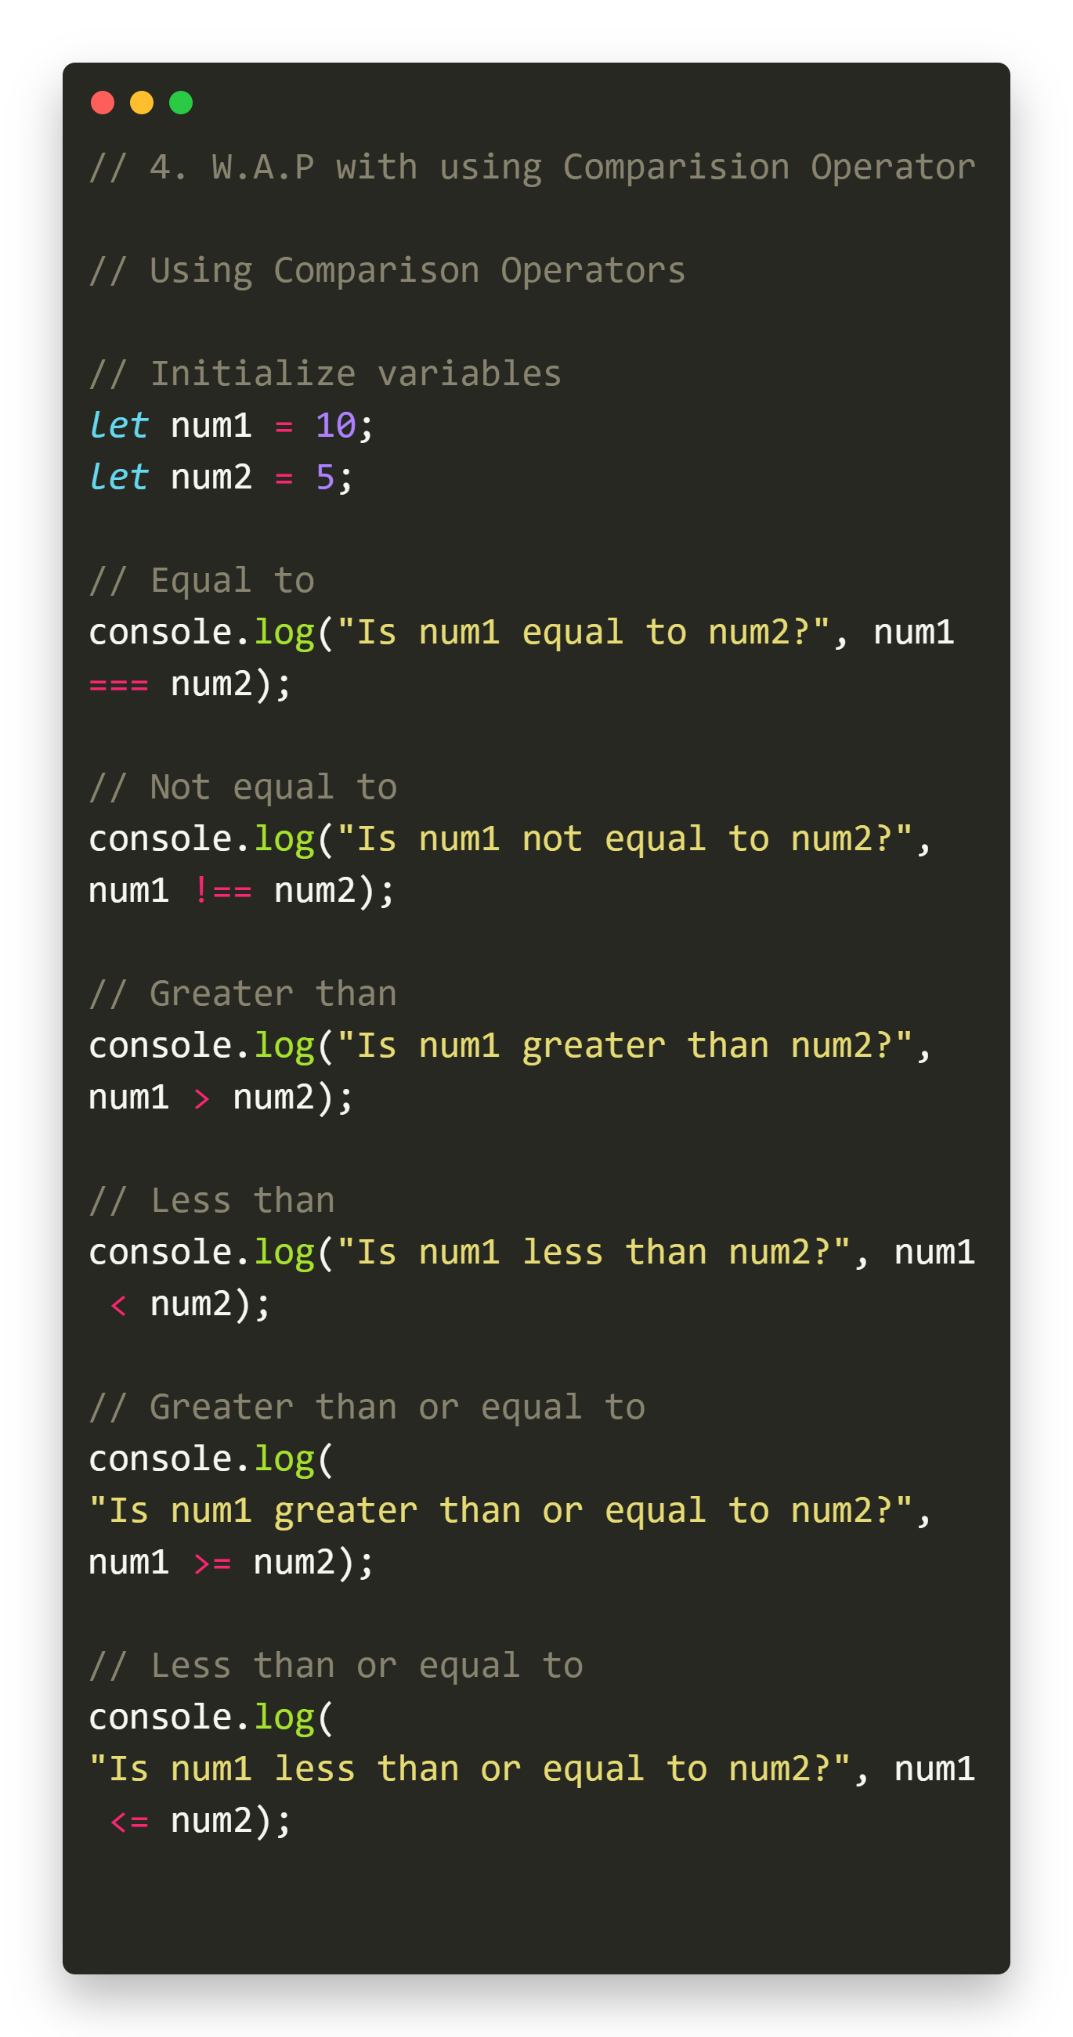 // 4. W.A.P with using Comparision Operator
// Using Comparison Operators
// Initialize variables
let num1 = 10;
let num2 = 5;
// Equal to
console.log("Is num1 equal to num2?", num1
=== num2);
// Not equal to
console.log("Is num1 not equal to num2?",
num1 !== num2);
// Greater than
console.log("Is num1 greater than num2?",
num1 > num2);
// Less than
console.log("Is num1 less than num2?", num1
 < num2);
// Greater than or equal to
console.log(
"Is num1 greater than or equal to num2?",
num1 >= num2);
// Less than or equal to
console.log(
"Is num1 less than or equal to num2?", num1
 <= num2);